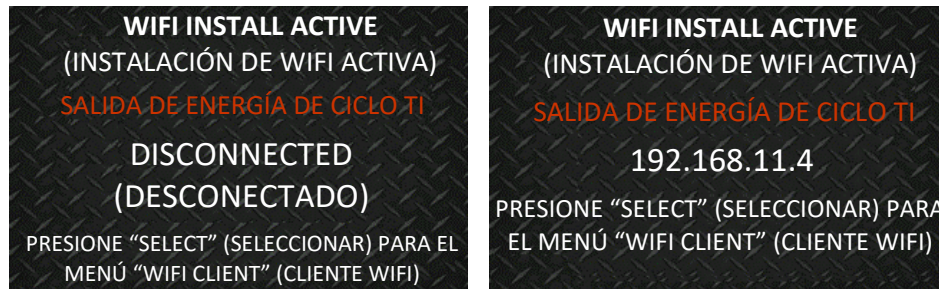 WIFI INSTALL ACTIVE
(INSTALACIÓN DE WIFI ACTIVA)
SALIDA DE ENERGÍA DE CICLO TI
DISCONNECTED
(DESCONECTADO)
PRESIONE “SELECT” (SELECCIONAR) PARA EL
MENÚ “WIFI CLIENT” (CLIENTE WIFI)
WIFI INSTALL ACTIVE
(INSTALACIÓN DE WIFI ACTIVA)
SALIDA DE ENERGÍA DE CICLO TI
192.168.11.4
PRESIONE “SELECT” (SELECCIONAR) PARA
EL MENÚ “WIFI CLIENT” (CLIENTE WIFI)